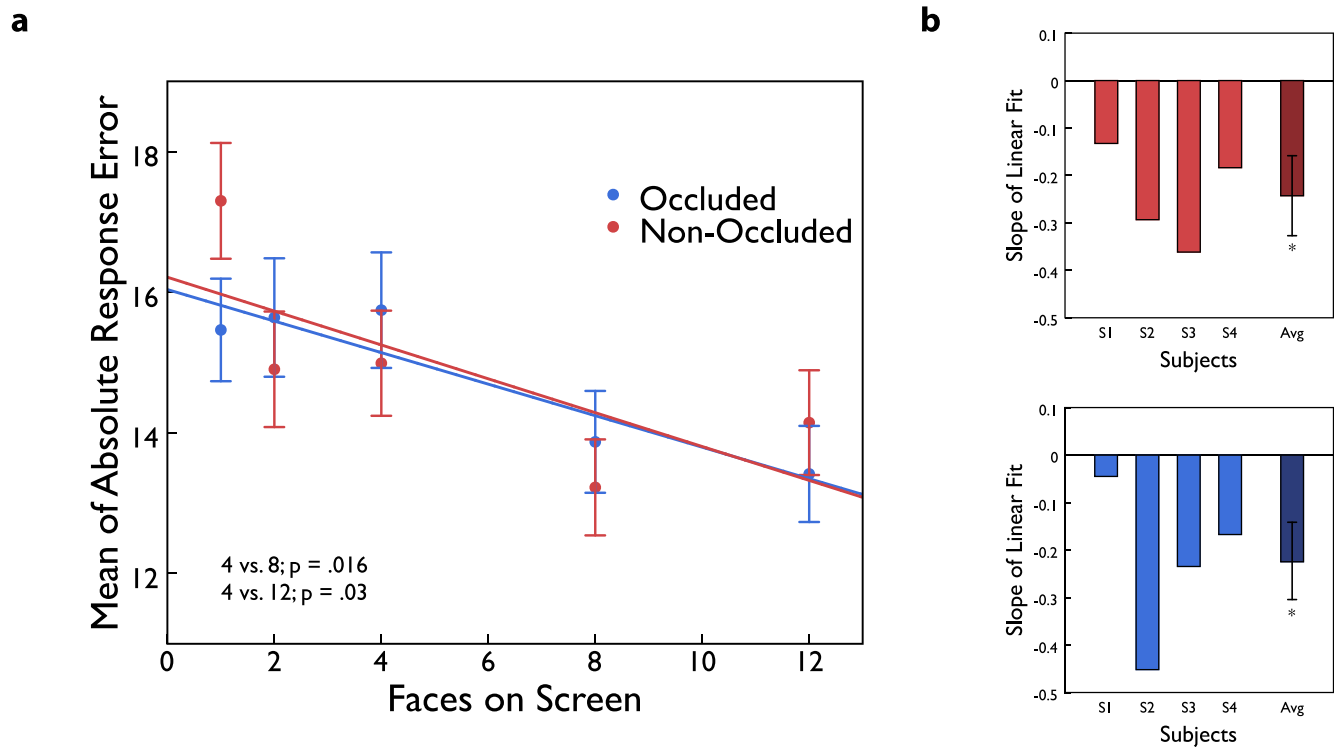 a
Mean of Absolute Response Error
18
16
14
12
0 2 4 6 8 10 12
Faces on Screen
Occluded
Non-Occluded
4 vs. 8; p = .016
4 vs. 12; p = .03
b
Slope of Linear Fit
0.1
0
-0.1
-0.2
-0.3
-0.4
-0.5
*
S1 S2 S3 S4 Avg
Subjects
Slope of Linear Fit
0.1
0
-0.1
-0.2
-0.3
-0.4
-0.5
*
S1 S2 S3 S4 Avg
Subjects